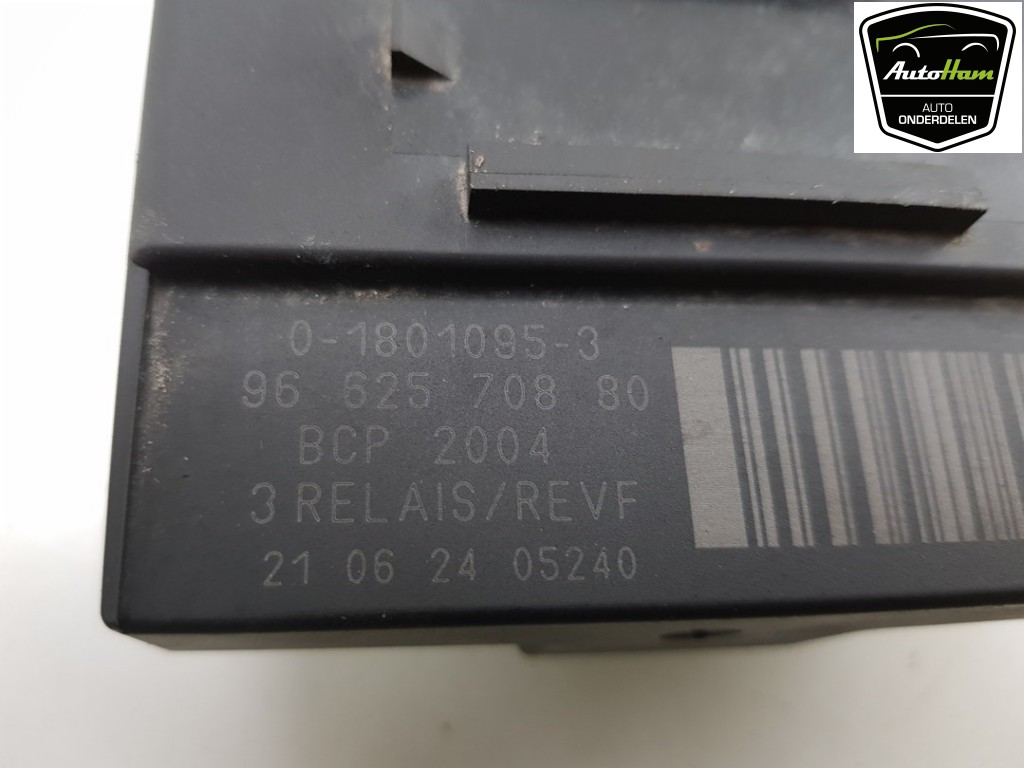 AutoHam
AUTO
ONDERDELEN
0-1801095-3
96 625 708 80
BCP 2004
3 RELAIS/REVF
21 06 24 05240